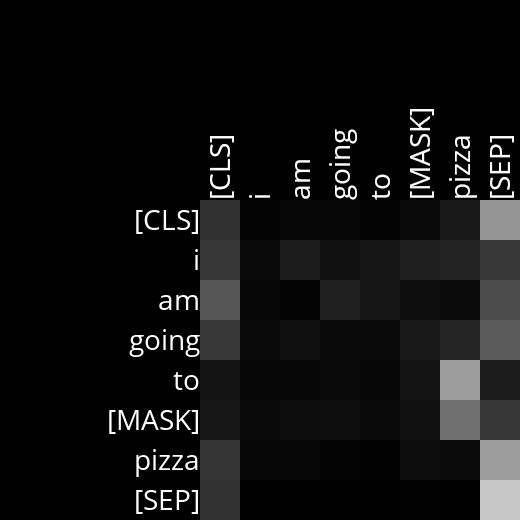 [CLS]
i
am
going
to
[MASK]
pizza
[SEP]
[CLS]
i
am
going
to
[MASK]
pizza
[SEP]